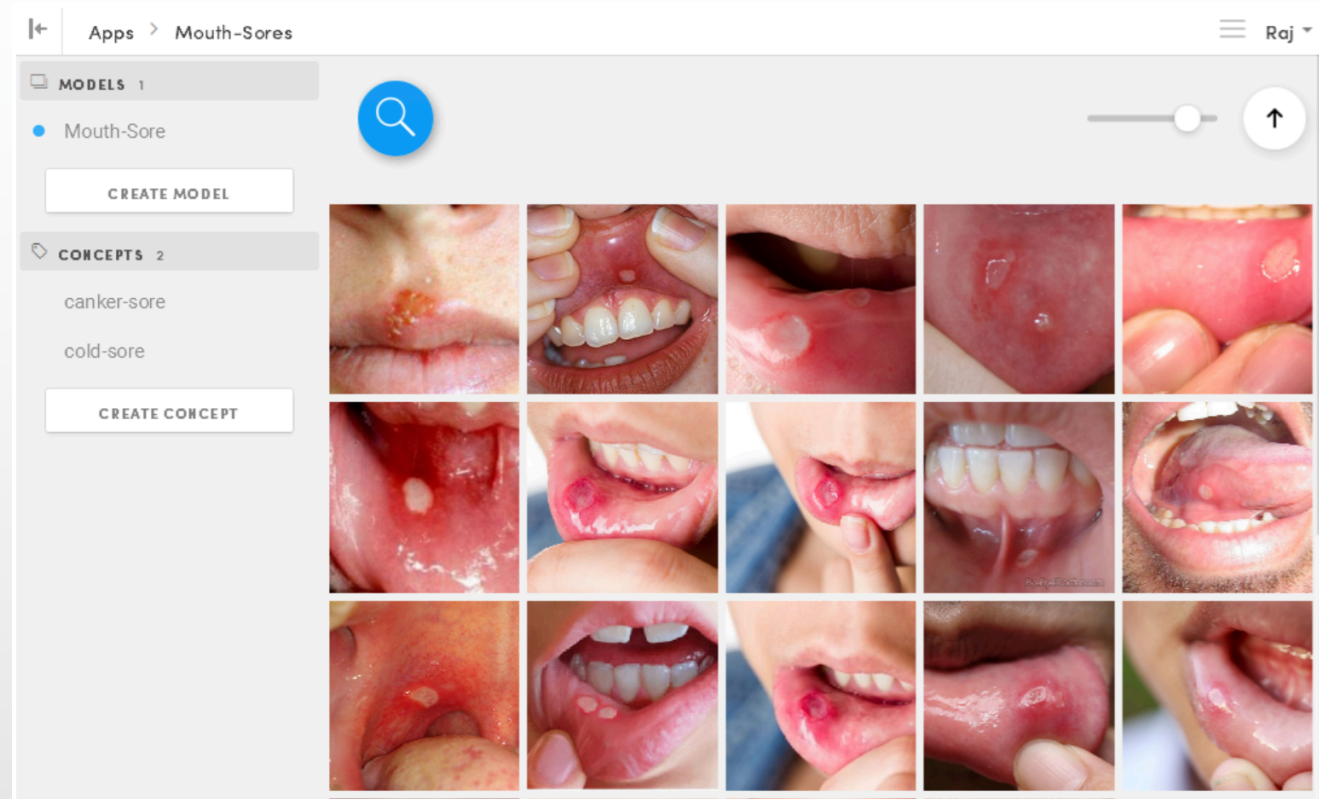 Apps > Mouth-Sores
Raj
MODELS 1
Mouth-Sore
CREATE MODEL
CONCEPTS 2
canker-sore
cold-sore
CREATE CONCEPT